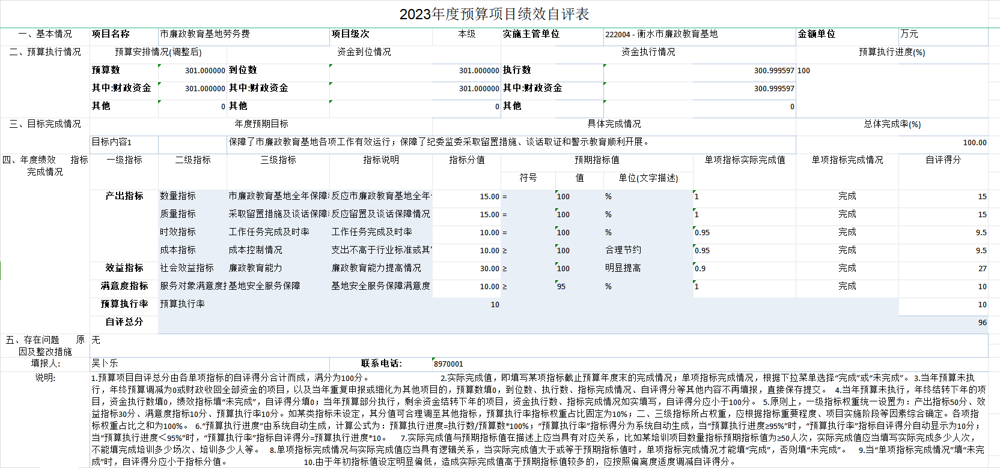 2023年度预算项目绩效自评表
一、基本情况 项目名称 市廉政教育基地劳务费 项目级次 本级 实施主管单位 222004 - 衡水市廉政教育基地 金额单位 万元
二、预算执行情况 预算安排情况(调整后) 资金到位情况 资金执行情况 预算执行进度(%)
预算数 301.000000 到位数 301.000000 执行数 300.999597 100
其中:财政资金 301.000000 其中:财政资金 301.000000 其中:财政资金 300.999597
其他 0 其他 0 其他 0
三、目标完成情况 年度预期目标 具体完成情况 总体完成率(%)
目标内容1 保障了市廉政教育基地各项工作有效运行；保障了纪委监委采取留置措施、谈话取证和警示教育顺利开展。 100.00
四、年度绩效 指标 一级指标 二级指标 三级指标 指标说明 指标分值 预期指标值 单项指标实际完成值 单项指标完成情况 自评得分
完成情况
符号 值 单位(文字描述)
产出指标 数量指标 市廉政教育基地全年保障 反应市廉政教育基地全年 15.00 = 100 % 1 完成 15
质量指标 采取留置措施及谈话保障 反应留置及谈话保障情况 15.00 = 100 % 1 完成 15
时效指标 工作任务完成及时率 工作任务完成及时率 10.00 = 100 % 0.95 完成 9.5
成本指标 成本控制情况 支出不高于行业标准或其 10.00 ≥ 100 合理节约 0.95 完成 9.5
效益指标 社会效益指标 廉政教育能力 廉政教育能力提高情况 30.00 ≥ 100 明显提高 0.9 完成 27
满意度指标 服务对象满意度 基地安全服务保障 基地安全服务保障满意度 10.00 ≥ 95 % 1 完成 10
预算执行率 预算执行率 10 10
自评总分 96
五、存在问题 原 无
因及整改措施
填报人: 吴卜乐 联系电话: 8970001
说明: 1.预算项目自评总分由各单项指标的自评得分合计而成，满分为100分。 2.实际完成值，即填写某项指标截止预算年度末的完成情况；单项指标完成情况，根据下拉菜单选择“完成”或“未完成”。 3.当年预算未执
行，年终预算调减为0或财政收回全部资金的项目，以及当年重复申报或细化为其他项目的，预算数填0，到位数、执行数、指标完成情况、自评得分等其他内容不再填报，直接保存提交。 4.当年预算未执行，年终结转下年的项
目，资金执行数填0，绩效指标填“未完成”，自评得分填0；当年预算部分执行，剩余资金结转下年的项目，资金执行数、指标完成情况如实填写，自评得分应小于100分。 5.原则上，一级指标权重统一设置为：产出指标50分、效
益指标30分、满意度指标10分、预算执行率10分。如某类指标未设定，其分值可合理调至其他指标，预算执行率指标权重占比固定为10%；二、三级指标所占权重，应根据指标重要程度、项目实施阶段等因素综合确定。各项指
标权重占比之和为100%。 6.“预算执行进度”由系统自动生成，计算公式为：预算执行进度=执行数/预算数*100%；“预算执行率”指标得分为系统自动生成，当“预算执行进度≥95%”时，“预算执行率”指标自评得分自动显示为10分；
当“预算执行进度＜95%”时，“预算执行率”指标自评得分=预算执行进度*10。 7.实际完成值与预期指标值在描述上应当具有对应关系，比如某培训项目数量指标预期指标值为≥50人次，实际完成值应当填写实际完成多少人次，
不能填完成培训多少场次、培训多少人等。 8.单项指标完成情况与实际完成值应当具有逻辑关系，当实际完成值大于或等于预期指标值时，单项指标完成情况才能填“完成”，否则填“未完成”。 9.当“单项指标完成情况”填“未完
成”时，自评得分应小于指标分值。 10.由于年初指标值设定明显偏低，造成实际完成值高于预期指标值较多的，应按照偏离度适度调减自评得分。